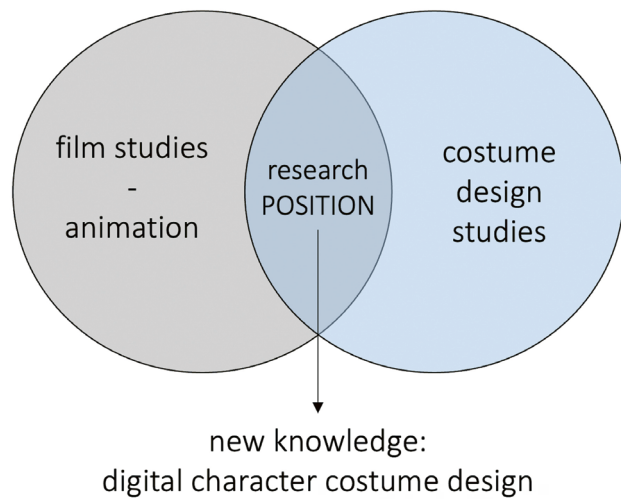 film studies
-
animation
research
POSITION
costume
design
studies
new knowledge:
digital character costume design